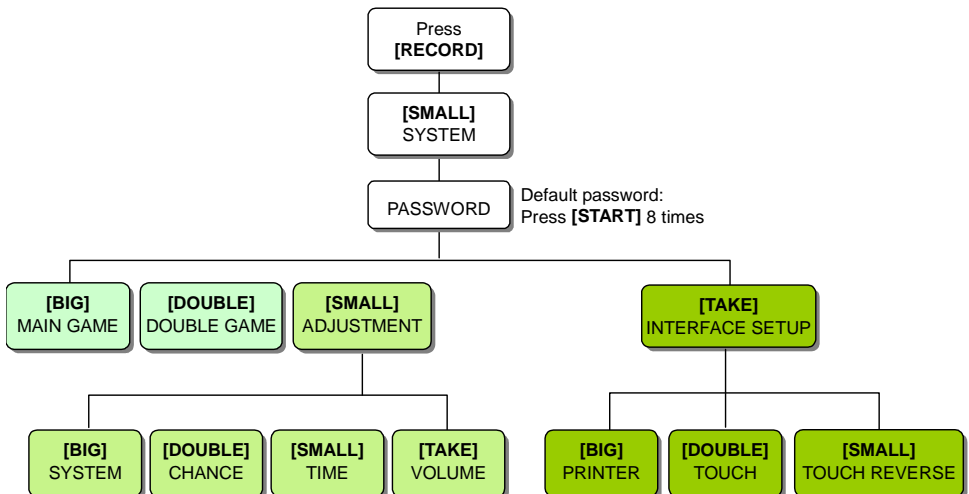 Press
[RECORD]
[SMALL]
SYSTEM
PASSWORD
Default password:
Press [START] 8 times
[BIG]
MAIN GAME
[DOUBLE]
DOUBLE GAME
[SMALL]
ADJUSTMENT
[TAKE]
INTERFACE SETUP
[BIG]
SYSTEM
[DOUBLE]
CHANCE
[SMALL]
TIME
[TAKE]
VOLUME
[BIG]
PRINTER
[DOUBLE]
TOUCH
[SMALL]
TOUCH REVERSE